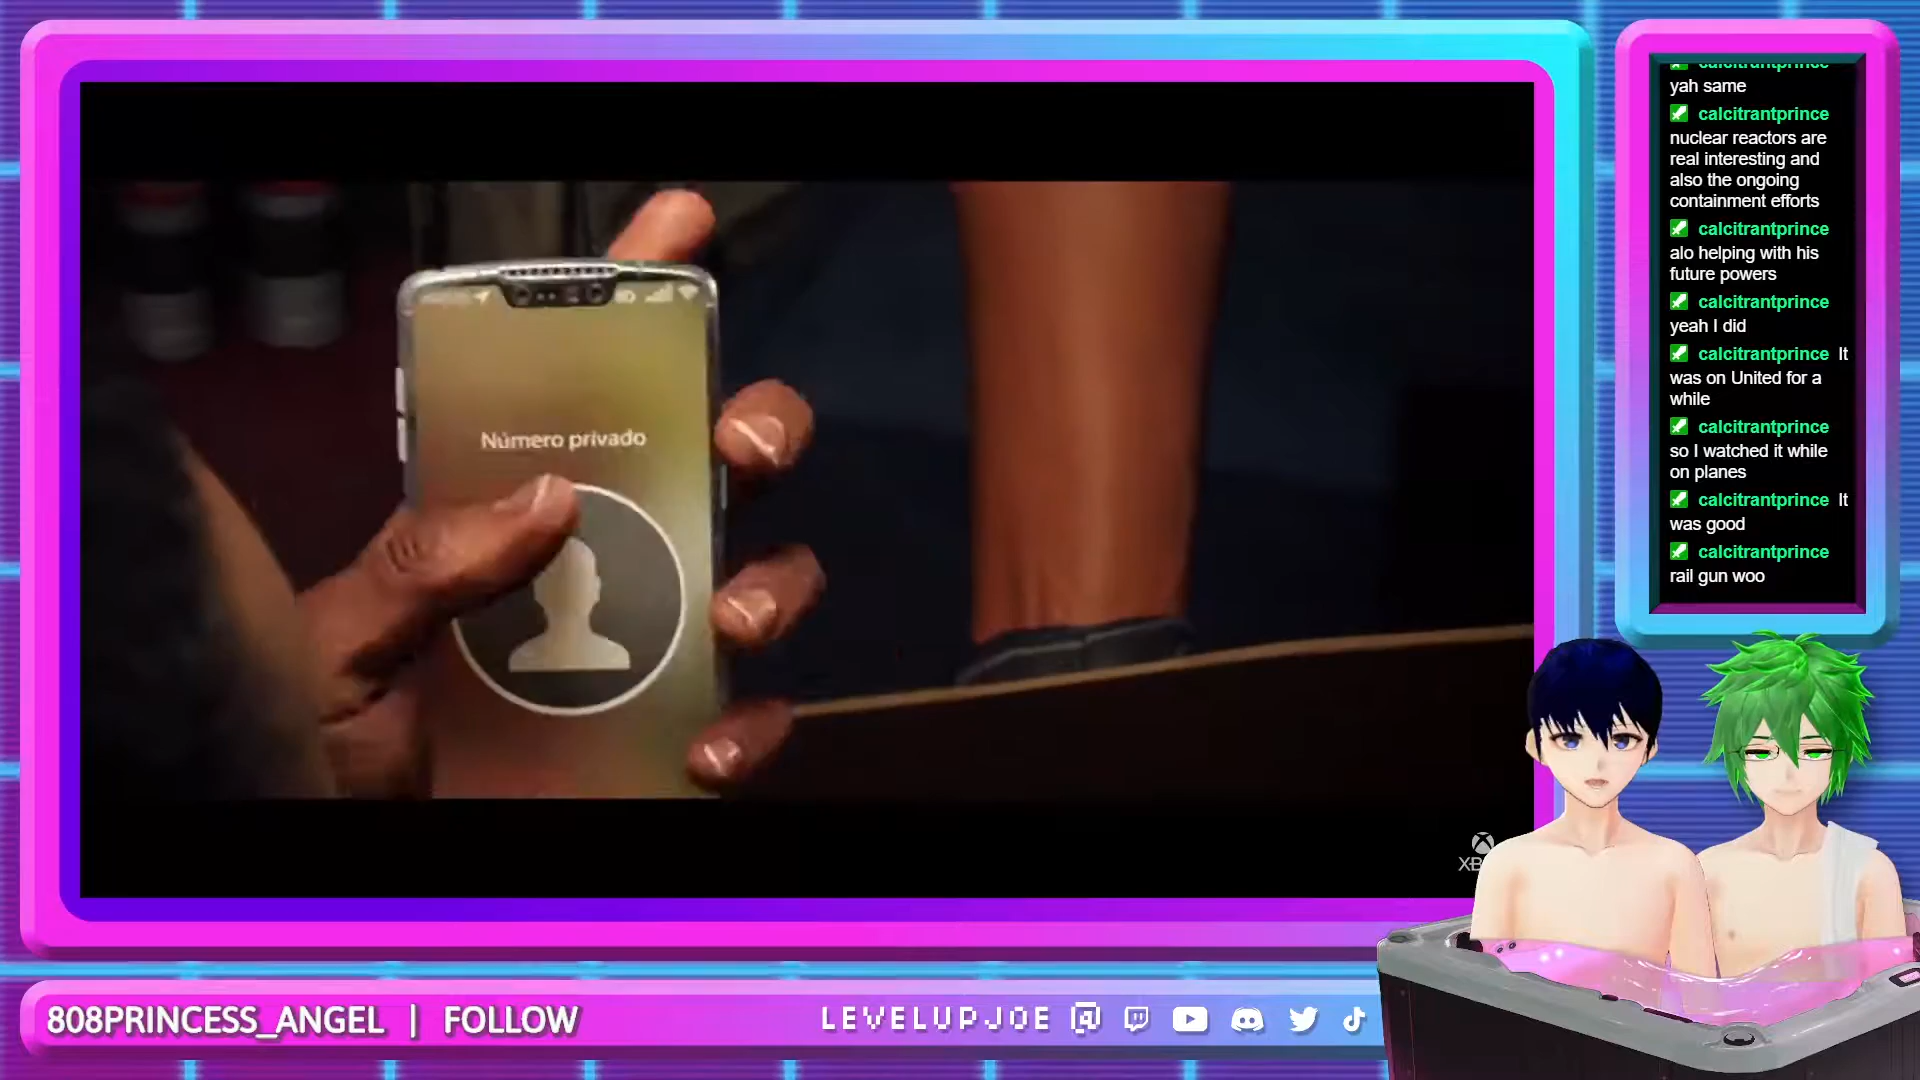 Número privado
XB
calcitrantprince
yah same
calcitrantprince
nuclear reactors are
real interesting and
also the ongoing
containment efforts
calcitrantprince
alo helping with his
future powers
calcitrantprince
yeah I did
calcitrantprince It
was on United for a
while
calcitrantprince
so I watched it while
on planes
calcitrantprince It
was good
calcitrantprince
rail gun woo
808PRINCESS_ANGEL | FOLLOW
LEVELUPJOE @